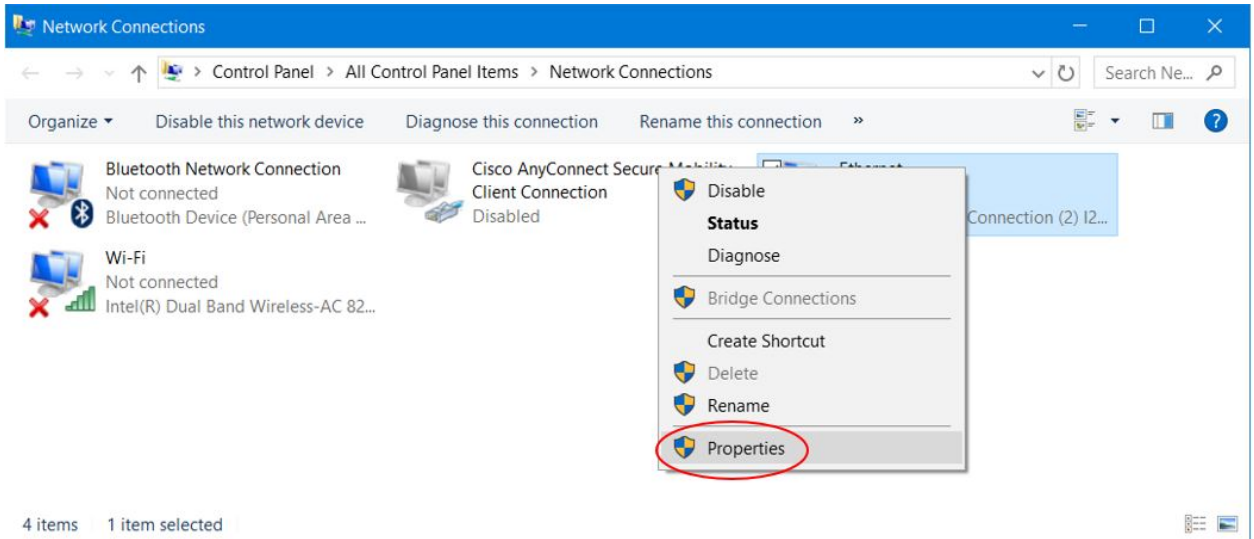 Network Connections
Control Panel > All Control Panel Items > Network Connections
Search Ne...
Organize
Disable this network device
Diagnose this connection
Rename this connection
»
?
Bluetooth Network Connection
Not connected
Bluetooth Device (Personal Area ...
Cisco AnyConnect Secure Mobility
Client Connection
Disabled
Ethernet
Connection (2) I2...
Wi-Fi
Not connected
Intel(R) Dual Band Wireless-AC 82...
Disable
Status
Diagnose
Bridge Connections
Create Shortcut
Delete
Rename
Properties
4 items
1 item selected